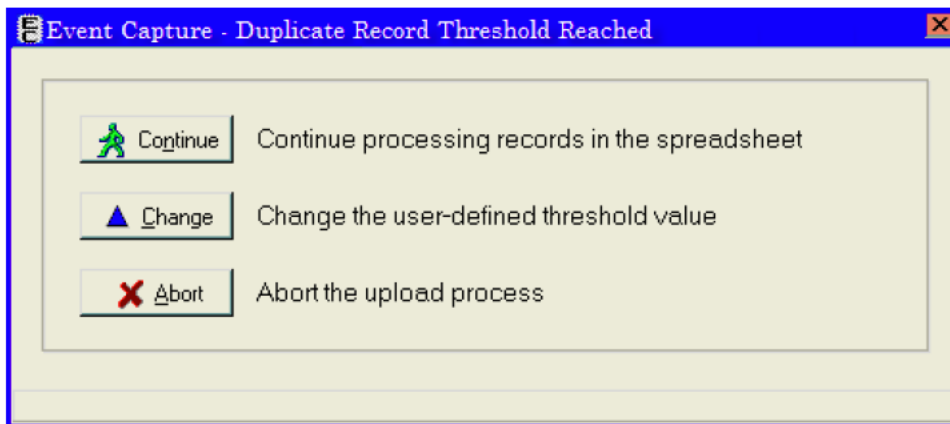 Event Capture - Duplicate Record Threshold Reached
Continue Continue processing records in the spreadsheet
Change Change the user-defined threshold value
Abort Abort the upload process